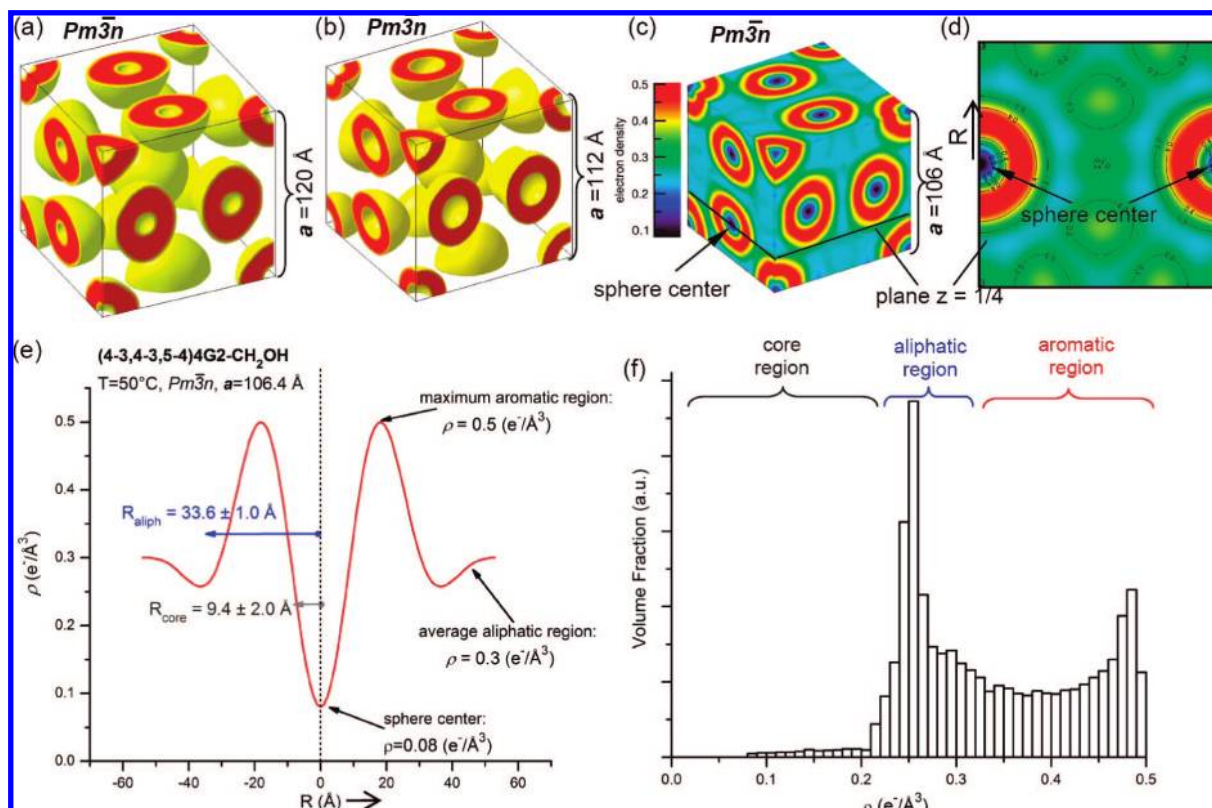 (a)
Pm3̄n
a =120 Å
(b)
Pm3̄n
a =112 Å
(c)
Pm3̄n
electron density
0.5
0.4
0.3
0.2
0.1
a =106 Å
sphere center
plane z = 1/4
(d)
R
sphere center
(e)
(4-3,4-3,5-4)4G2-CH₂OH
T=50°C, Pm3̄n, a=106.4 Å
maximum aromatic region:
ρ = 0.5 (e⁻/Å³)
R_aliph = 33.6 ± 1.0 Å
R_core = 9.4 ± 2.0 Å
average aliphatic region:
ρ = 0.3 (e⁻/Å³)
sphere center:
ρ=0.08 (e⁻/Å³)
ρ (e⁻/Å³)
0.5
0.4
0.3
0.2
0.1
0.0
-60 -40 -20 0 20 40 60
R (Å)
(f)
core
region
aliphatic
region
aromatic
region
Volume Fraction (a.u.)
0.0 0.1 0.2 0.3 0.4 0.5
ρ (e⁻/Å³)